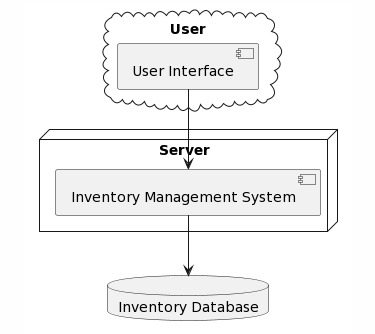 User
User Interface
Server
Inventory Management System
Inventory Database